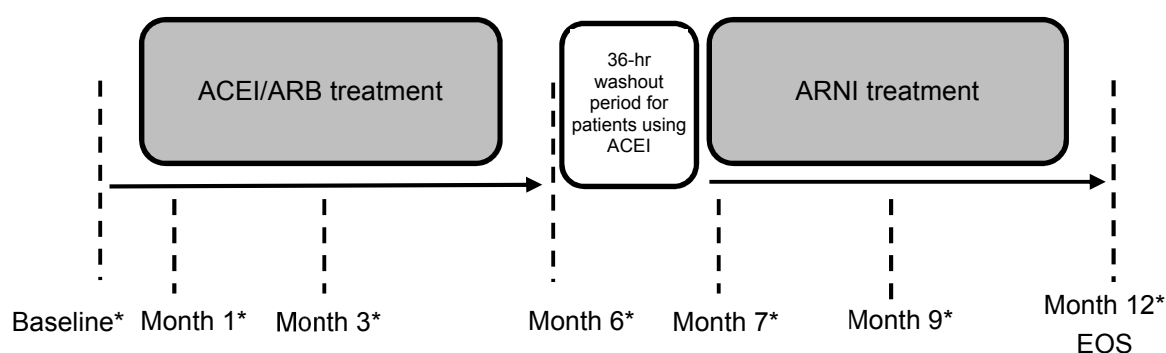 ACEI/ARB treatment
36-hr
washout
period for
patients using
ACEI
ARNI treatment
Baseline*
Month 1*
Month 3*
Month 6*
Month 7*
Month 9*
Month 12*
EOS